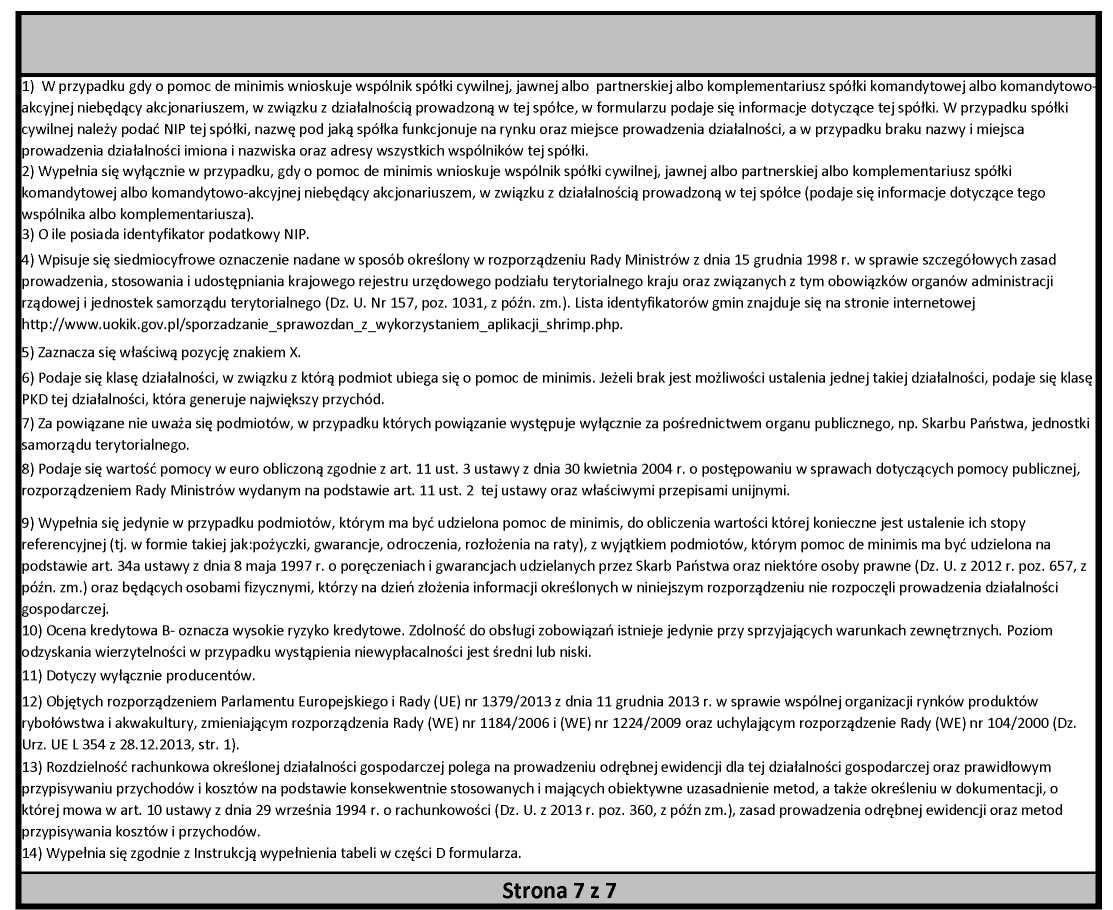 1)  W przypadku gdy o pomoc de minimis wnioskuje wspólnik spółki cywilnej, jawnej albo  partnerskiej albo komplementariusz spółki komandytowej albo komandytowo-
akcyjnej niebędący akcjonariuszem, w związku z działalnością prowadzoną w tej spółce, w formularzu podaje się informacje dotyczące tej spółki. W przypadku spółki
cywilnej należy podać NIP tej spółki, nazwę pod jaką spółka funkcjonuje na rynku oraz miejsce prowadzenia działalności, a w przypadku braku nazwy i miejsca
prowadzenia działalności imiona i nazwiska oraz adresy wszystkich wspólników tej spółki.
2) Wypełnia się wyłącznie w przypadku, gdy o pomoc de minimis wnioskuje wspólnik spółki cywilnej, jawnej albo partnerskiej albo komplementariusz spółki
komandytowej albo komandytowo-akcyjnej niebędący akcjonariuszem, w związku z działalnością prowadzoną w tej spółce (podaje się informacje dotyczące tego
wspólnika albo komplementariusza).
3) O ile posiada identyfikator podatkowy NIP.
4) Wpisuje się siedmiocyfrowe oznaczenie nadane w sposób określony w rozporządzeniu Rady Ministrów z dnia 15 grudnia 1998 r. w sprawie szczegółowych zasad
prowadzenia, stosowania i udostępniania krajowego rejestru urzędowego podziału terytorialnego kraju oraz związanych z tym obowiązków organów administracji
rządowej i jednostek samorządu terytorialnego (Dz. U. Nr 157, poz. 1031, z późn. zm.). Lista identyfikatorów gmin znajduje się na stronie internetowej
http://www.uokik.gov.pl/sporzadzanie_sprawozdan_z_wykorzystaniem_aplikacji_shrimp.php.
5) Zaznacza się właściwą pozycję znakiem X.
6) Podaje się klasę działalności, w związku z którą podmiot ubiega się o pomoc de minimis. Jeżeli brak jest możliwości ustalenia jednej takiej działalności, podaje się klasę
PKD tej działalności, która generuje największy przychód.
7) Za powiązane nie uważa się podmiotów, w przypadku których powiązanie występuje wyłącznie za pośrednictwem organu publicznego, np. Skarbu Państwa, jednostki
samorządu terytorialnego.
8) Podaje się wartość pomocy w euro obliczoną zgodnie z art. 11 ust. 3 ustawy z dnia 30 kwietnia 2004 r. o postępowaniu w sprawach dotyczących pomocy publicznej,
rozporządzeniem Rady Ministrów wydanym na podstawie art. 11 ust. 2  tej ustawy oraz właściwymi przepisami unijnymi.
9) Wypełnia się jedynie w przypadku podmiotów, którym ma być udzielona pomoc de minimis, do obliczenia wartości której konieczne jest ustalenie ich stopy
referencyjnej (tj. w formie takiej jak:pożyczki, gwarancje, odroczenia, rozłożenia na raty), z wyjątkiem podmiotów, którym pomoc de minimis ma być udzielona na
podstawie art. 34a ustawy z dnia 8 maja 1997 r. o poręczeniach i gwarancjach udzielanych przez Skarb Państwa oraz niektóre osoby prawne (Dz. U. z 2012 r. poz. 657, z
późn. zm.) oraz będących osobami fizycznymi, którzy na dzień złożenia informacji określonych w niniejszym rozporządzeniu nie rozpoczęli prowadzenia działalności
gospodarczej.
10) Ocena kredytowa B- oznacza wysokie ryzyko kredytowe. Zdolność do obsługi zobowiązań istnieje jedynie przy sprzyjających warunkach zewnętrznych. Poziom
odzyskania wierzytelności w przypadku wystąpienia niewypłacalności jest średni lub niski.
11) Dotyczy wyłącznie producentów.
12) Objętych rozporządzeniem Parlamentu Europejskiego i Rady (UE) nr 1379/2013 z dnia 11 grudnia 2013 r. w sprawie wspólnej organizacji rynków produktów
rybołówstwa i akwakultury, zmieniającym rozporządzenia Rady (WE) nr 1184/2006 i (WE) nr 1224/2009 oraz uchylającym rozporządzenie Rady (WE) nr 104/2000 (Dz.
Urz. UE L 354 z 28.12.2013, str. 1).
13) Rozdzielność rachunkowa określonej działalności gospodarczej polega na prowadzeniu odrębnej ewidencji dla tej działalności gospodarczej oraz prawidłowym
przypisywaniu przychodów i kosztów na podstawie konsekwentnie stosowanych i mających obiektywne uzasadnienie metod, a także określeniu w dokumentacji, o
której mowa w art. 10 ustawy z dnia 29 września 1994 r. o rachunkowości (Dz. U. z 2013 r. poz. 360, z późn zm.), zasad prowadzenia odrębnej ewidencji oraz metod
przypisywania kosztów i przychodów.
14) Wypełnia się zgodnie z Instrukcją wypełnienia tabeli w części D formularza.
Strona 7 z 7